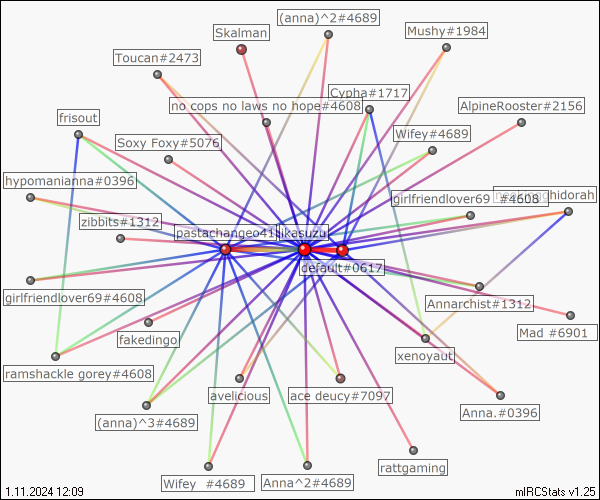 (anna)^2#4689
Mushy#1984
Skalman
Toucan#2473
Cypha#1717
no cops no laws no hope#4608
AlpineRooster#2156
frisout
Wifey#4689
Soxy Foxy#5076
hypomanianna#0396
girlfriendlover69 #4608
hidorah
zibbits#1312
pastachangeo41
ikasuzu
default#0617
girlfriendlover69#4608
Annarchist#1312
fakedingo
Mad #6901
xenoyaut
ramshackle gorey#4608
avelicious
ace deucy#7097
Anna.#0396
(anna)^3#4689
rattgaming
Wifey #4689
Anna^2#4689
1.11.2024 12:09
mIRCStats v1.25